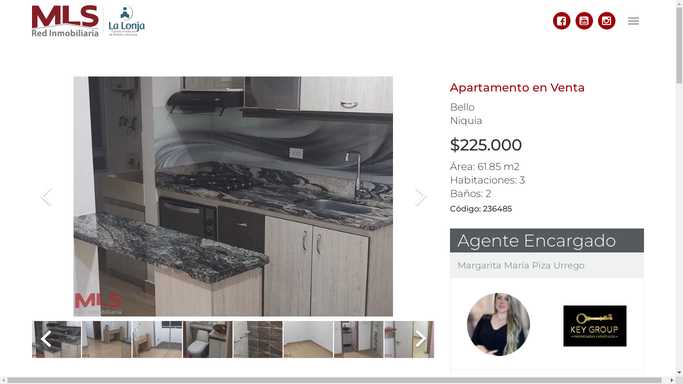 MLS
Red Inmobiliaria
La Lonja
Apartamento en Venta
Bello
Niquia
$225.000
Área: 61.85 m2
Habitaciones: 3
Baños: 2
Código: 236485
Agente Encargado
Margarita María Piza Urrego
KEY GROUP
MLS